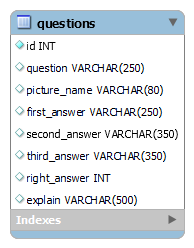 questions
id INT
question VARCHAR(250)
picture_name VARCHAR(80)
first_answer VARCHAR(250)
second_answer VARCHAR(350)
third_answer VARCHAR(350)
right_answer INT
explain VARCHAR(500)
Indexes